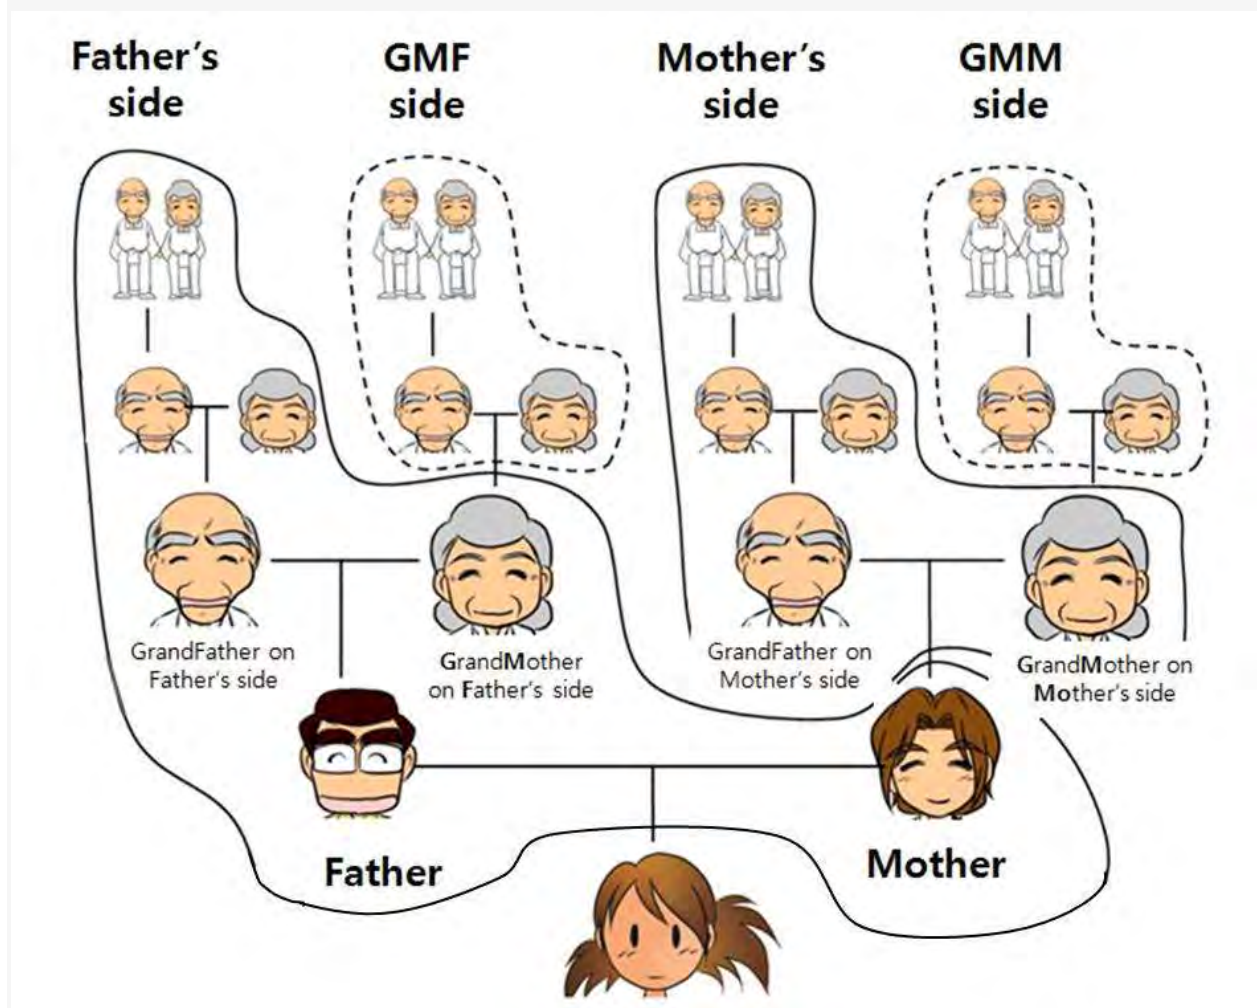 Father's
side
GMF
side
Mother's
side
GMM
side
GrandFather on
Father's side
GrandMother
on Father's side
GrandFather on
Mother's side
GrandMother on
Mother's side
Father
Mother